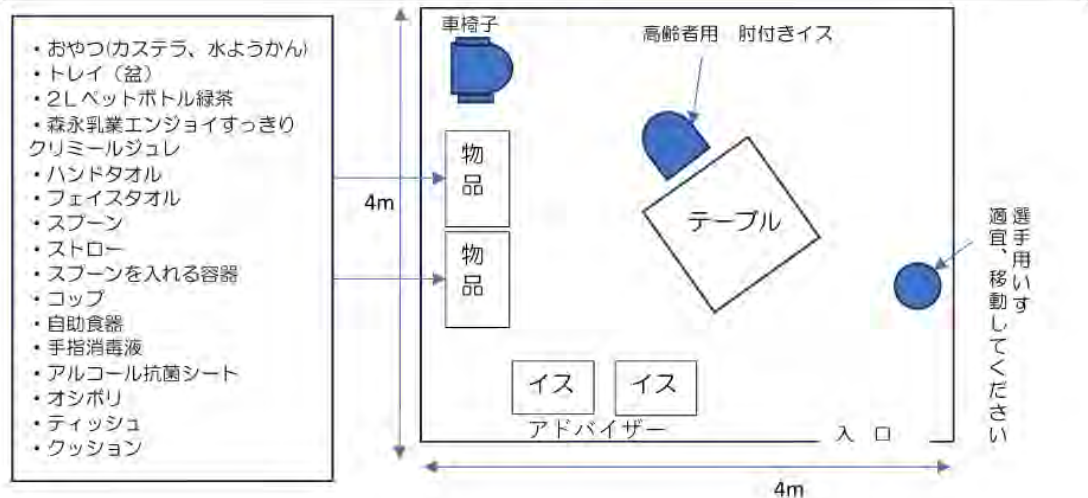 ・おやつ(カステラ、水ようかん)
・トレイ（盆）
・２Ｌペットボトル緑茶
・森永乳業エンジョイすっきり
クリミールジュレ
・ハンドタオル
・フェイスタオル
・スプーン
・ストロー
・スプーンを入れる容器
・コップ
・自助食器
・手指消毒液
・アルコール抗菌シート
・オシボリ
・ティッシュ
・クッション
4m
車椅子
高齢者用　肘付きイス
物品
物品
テーブル
選手用いす
適宜、移動してください
イス
イス
アドバイザー
入　口
4m